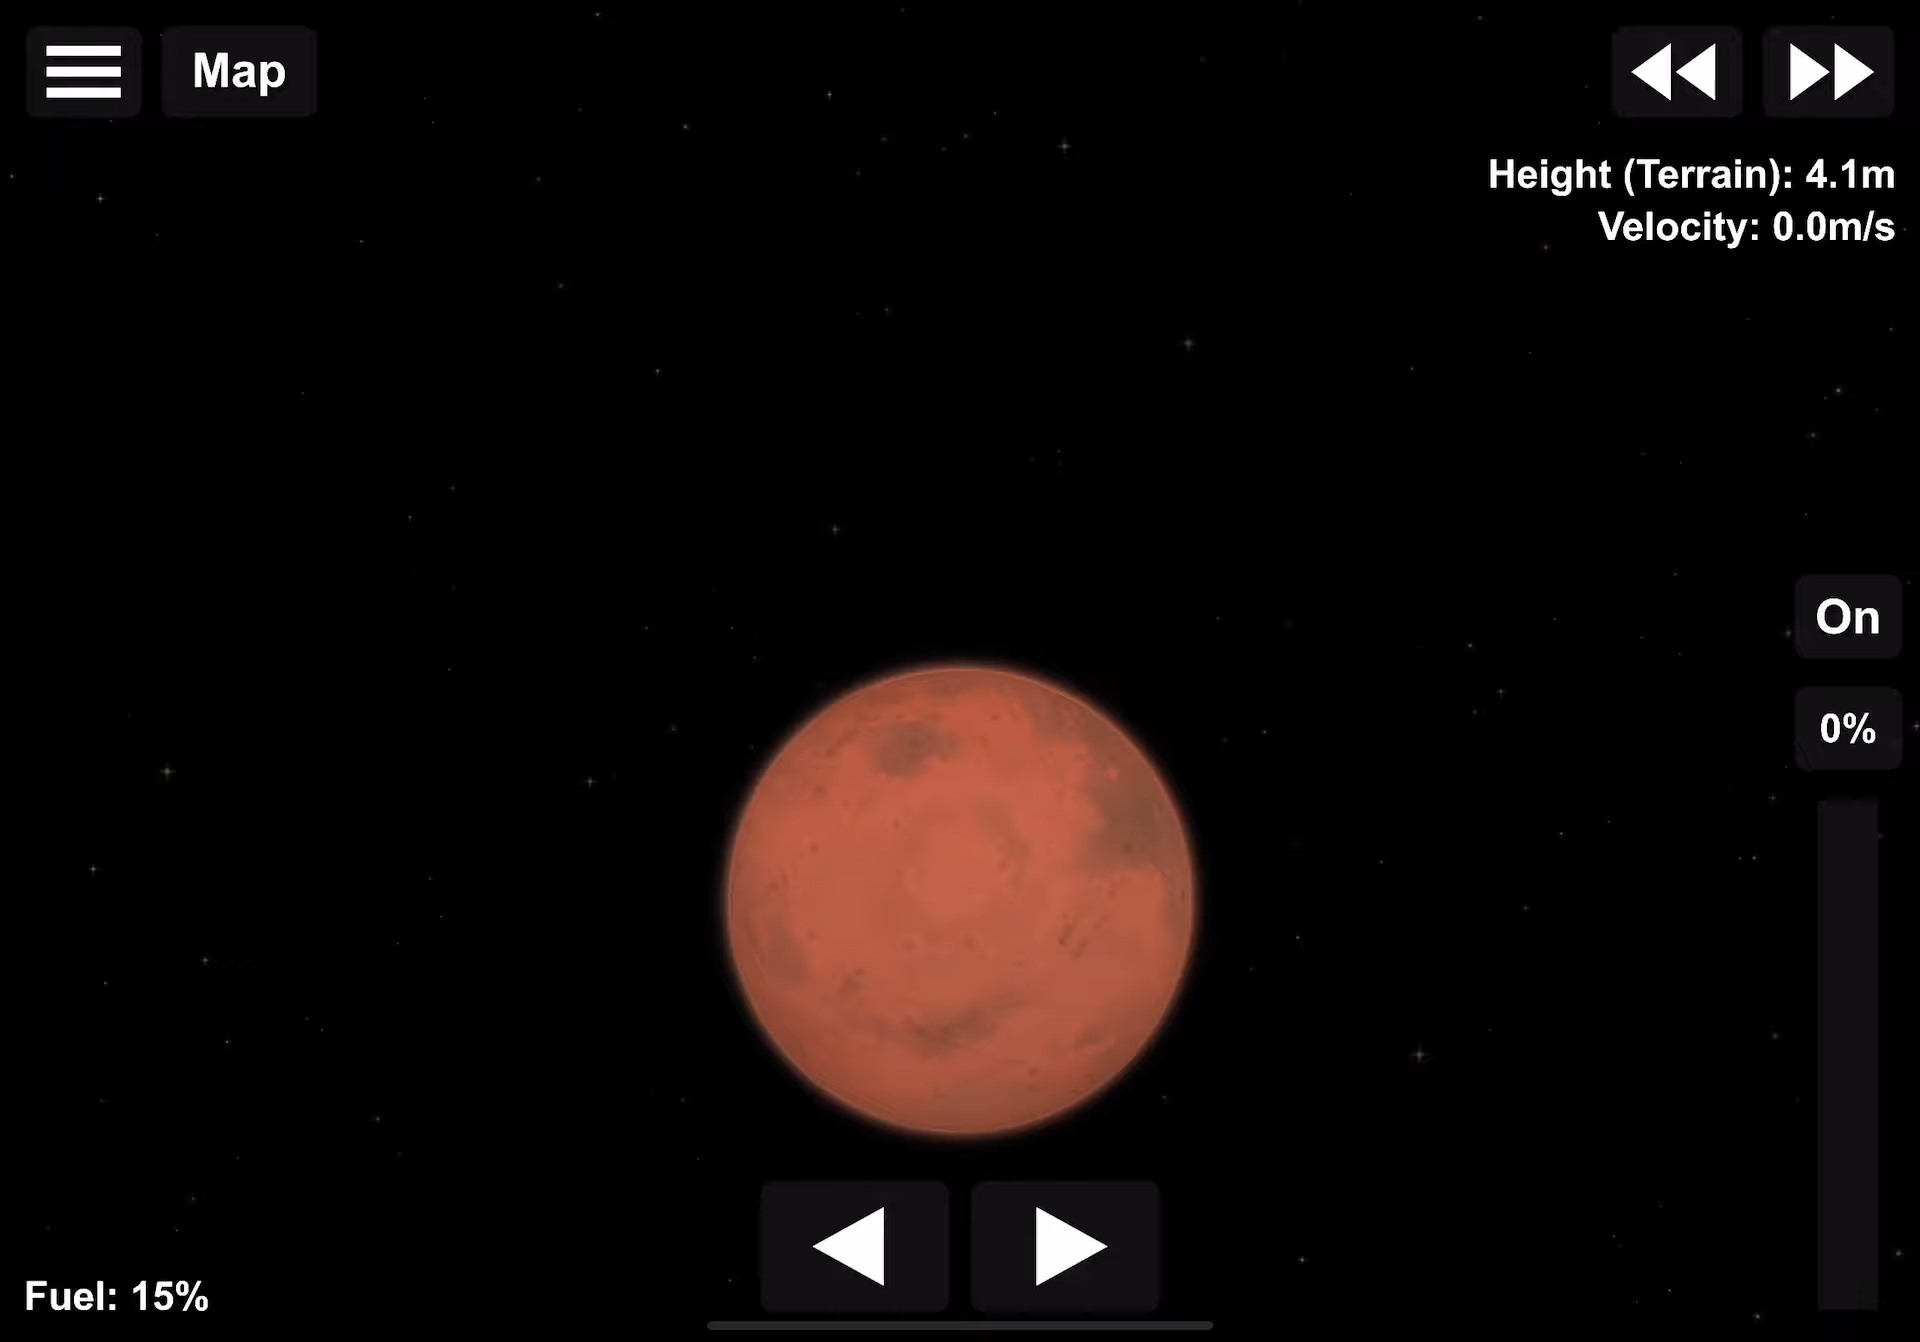 Map
Height (Terrain): 4.1m
Velocity: 0.0m/s
On
0%
Fuel: 15%